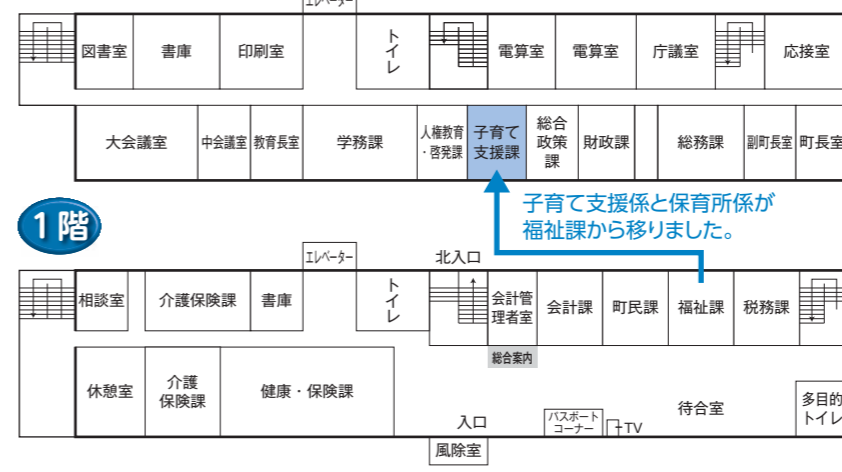 エレベーター
図書室
書庫
印刷室
トイレ
電算室
電算室
庁議室
応接室
大会議室
中会議室
教育長室
学務課
人権教育
・啓発課
子育て
支援課
総合
政策
課
財政課
総務課
副町長室
町長室
子育て支援係と保育所係が
福祉課から移りました。
1階
エレベーター
北入口
相談室
介護保険課
書庫
トイレ
会計管
理者室
会計課
町民課
福祉課
税務課
総合案内
休憩室
介護
保険課
健康・保険課
入口
パスポート
コーナー
TV
待合室
多目的
トイレ
風除室